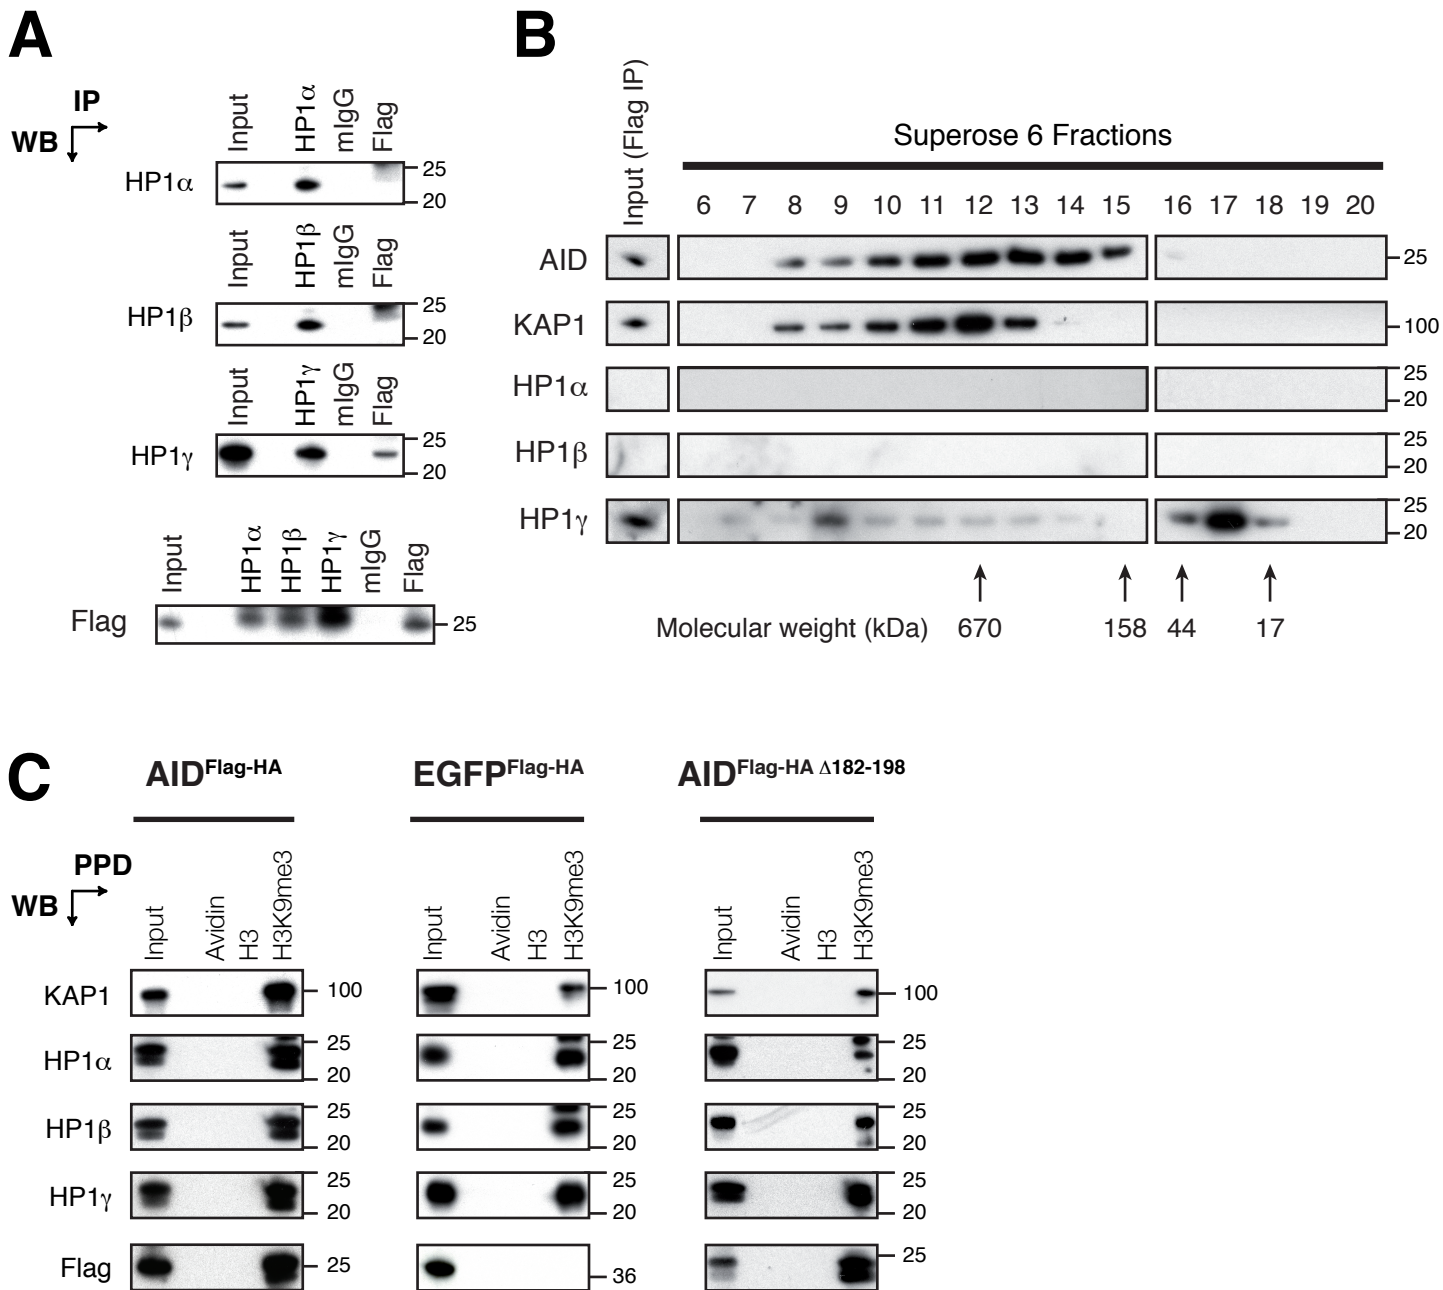 A
IP
WB
Input
HP1α
mIgG
Flag
HP1α
25
20
Input
HP1β
mIgG
Flag
HP1β
25
20
Input
HP1γ
mIgG
Flag
HP1γ
25
20
Input
HP1α
HP1β
HP1γ
mIgG
Flag
Flag
25
B
Input (Flag IP)
Superose 6 Fractions
6 7 8 9 10 11 12 13 14 15 16 17 18 19 20
AID
25
KAP1
100
HP1α
25
20
HP1β
25
20
HP1γ
25
20
Molecular weight (kDa) 670 158 44 17
C
AID Flag-HA
EGFP Flag-HA
AID Flag-HA Δ182-198
PPD
WB
Input
Avidin
H3
H3K9me3
Input
Avidin
H3
H3K9me3
Input
Avidin
H3
H3K9me3
KAP1
100
100
100
HP1α
25
20
25
20
25
20
HP1β
25
20
25
20
25
20
HP1γ
25
20
25
20
25
20
Flag
25
36
25